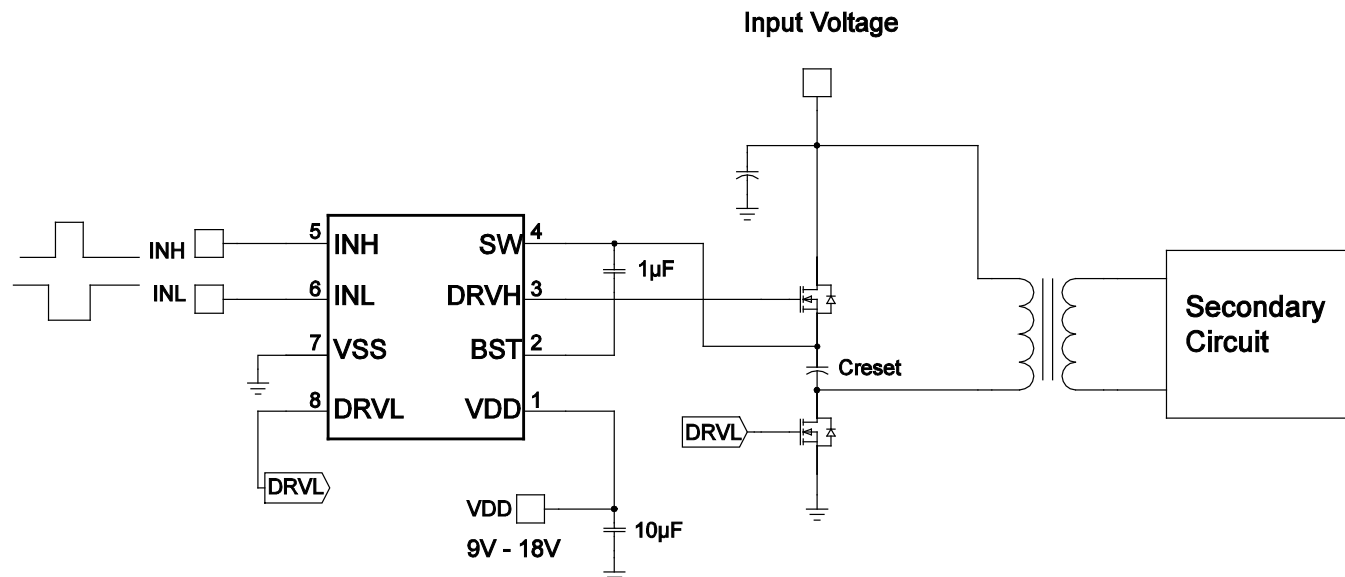 Input Voltage
INH
5
INH
SW
4
1µF
INL
6
INL
DRVH
3
7
VSS
BST
2
Creset
Secondary
Circuit
8
DRVL
VDD
1
DRVL
DRVL
VDD
10µF
9V - 18V